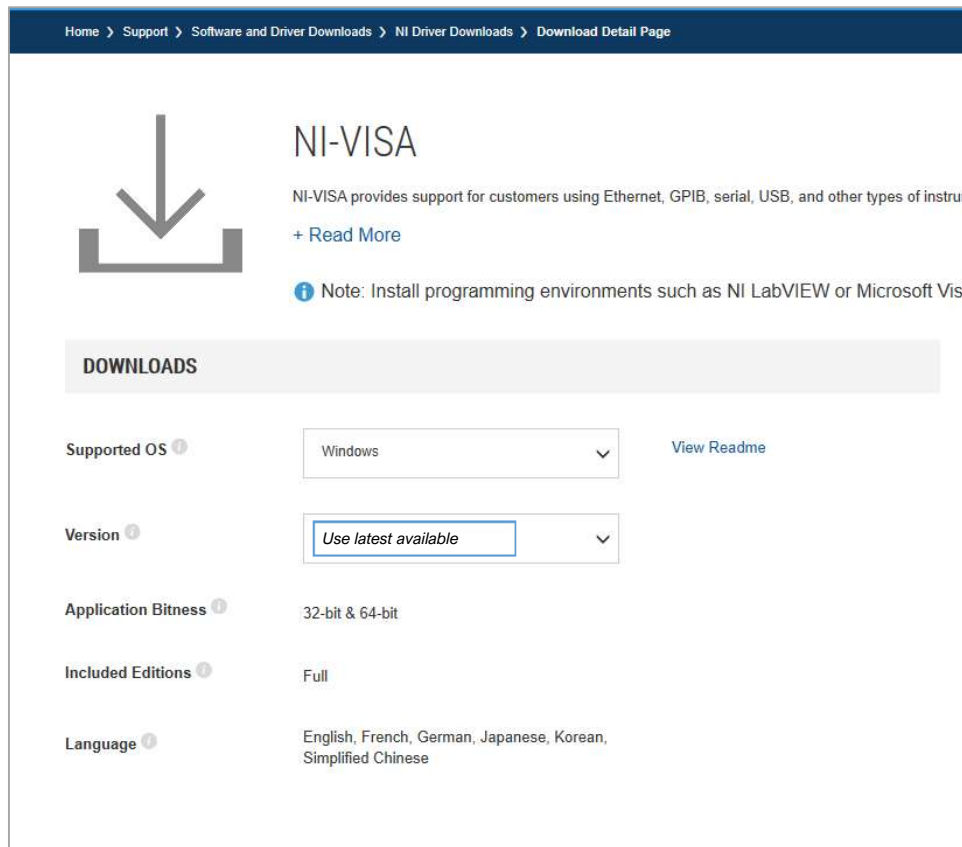 Home ❯ Support ❯ Software and Driver Downloads ❯ NI Driver Downloads ❯ Download Detail Page
NI-VISA
NI-VISA provides support for customers using Ethernet, GPIB, serial, USB, and other types of instru
+ Read More
Note: Install programming environments such as NI LabVIEW or Microsoft Vis
DOWNLOADS
Supported OS
Windows
View Readme
Version
Use latest available
Application Bitness
32-bit & 64-bit
Included Editions
Full
Language
English, French, German, Japanese, Korean,
Simplified Chinese